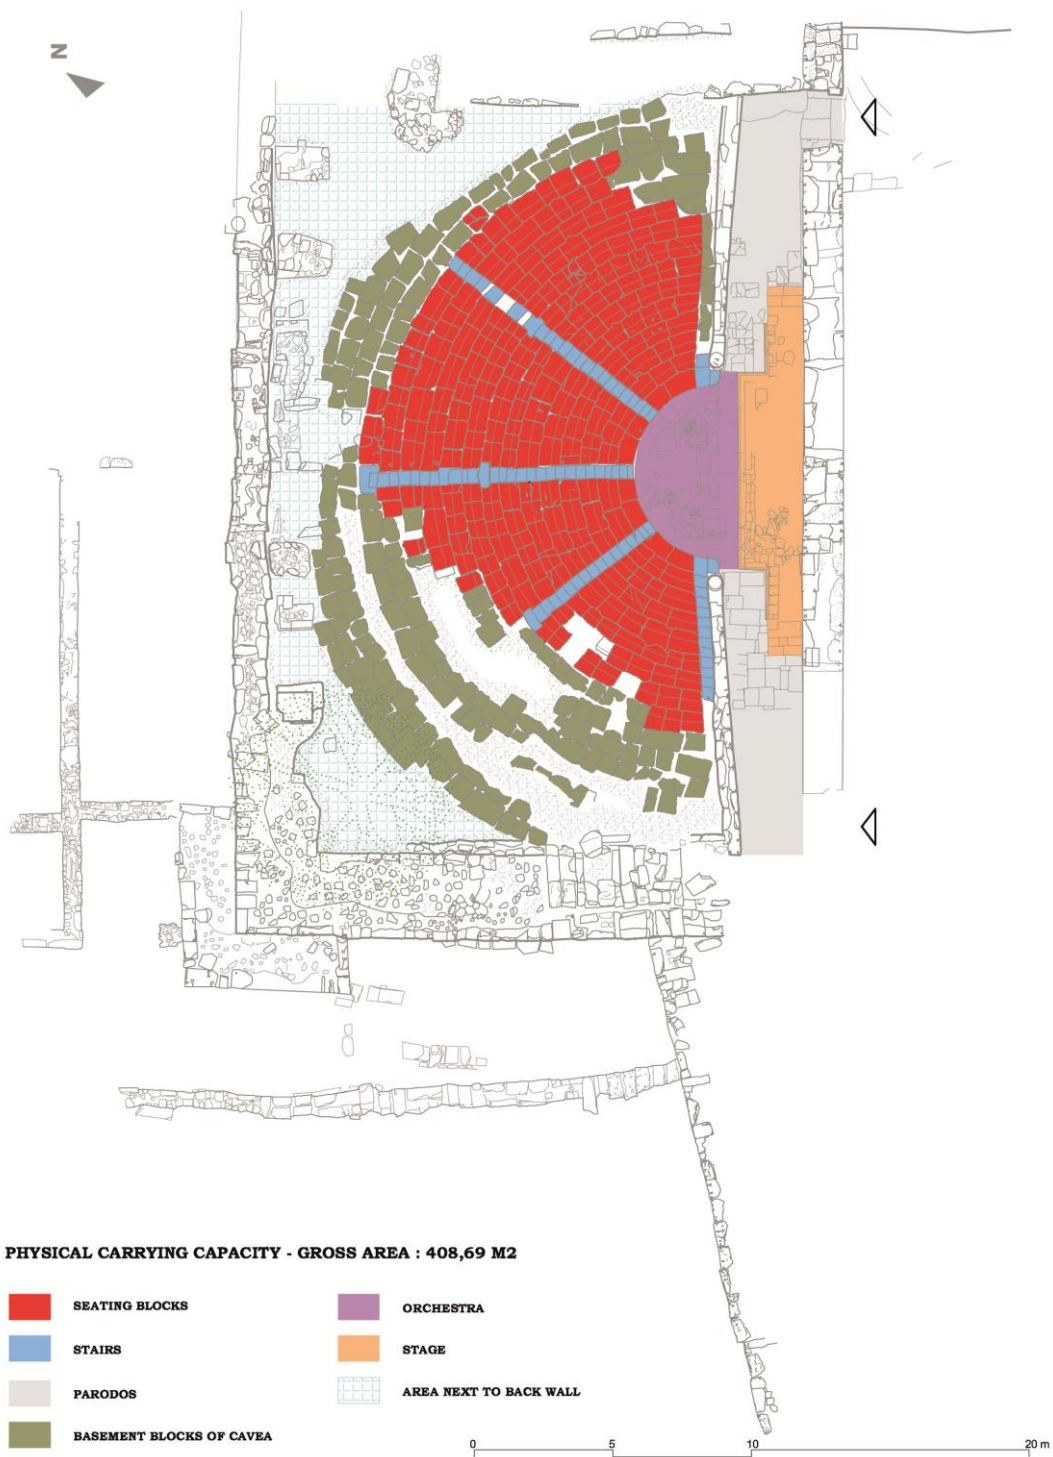 N
PHYSICAL CARRYING CAPACITY - GROSS AREA : 408,69 M2
SEATING BLOCKS
STAIRS
PARODOS
BASEMENT BLOCKS OF CAVEA
ORCHESTRA
STAGE
AREA NEXT TO BACK WALL
0 5 10 20 m